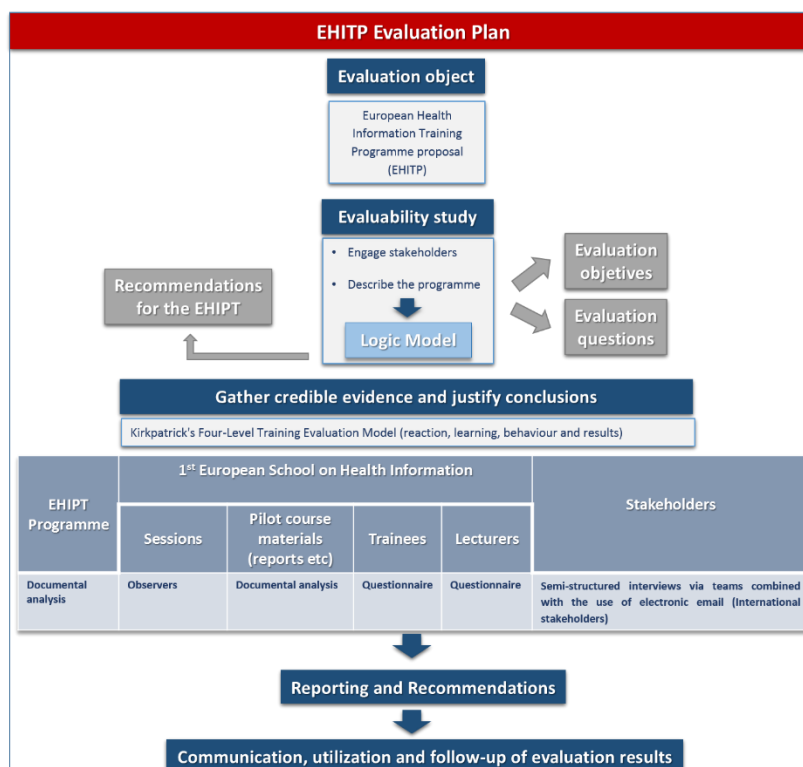 EHITP Evaluation Plan
Evaluation object
European Health
Information Training
Programme proposal
(EHITP)
Evaluability study
• Engage stakeholders
• Describe the programme
Logic Model
Evaluation
objetives
Evaluation
questions
Recommendations
for the EHIPT
Gather credible evidence and justify conclusions
Kirkpatrick's Four-Level Training Evaluation Model (reaction, learning, behaviour and results)
EHIPT
Programme
1st European School on Health Information
Stakeholders
Sessions
Pilot course
materials
(reports etc)
Trainees
Lecturers
Documental
analysis
Observers
Documental analysis
Questionnaire
Questionnaire
Semi-structured interviews via teams combined
with the use of electronic email (International
stakeholders)
Reporting and Recommendations
Communication, utilization and follow-up of evaluation results